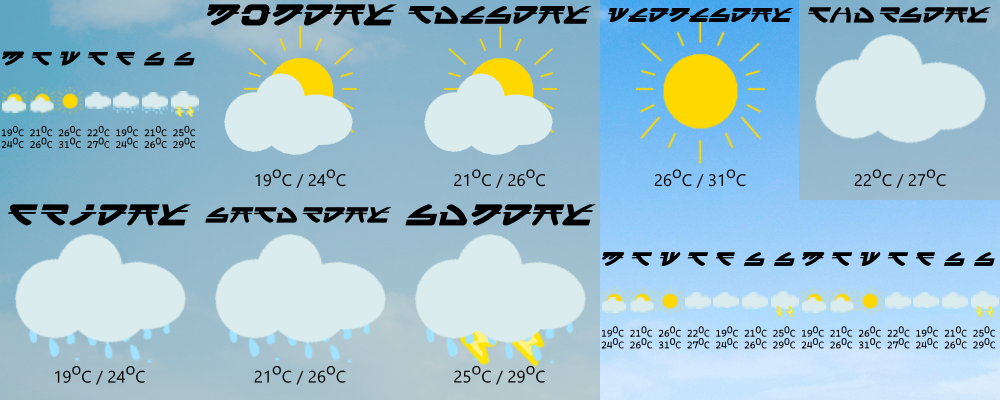 M T W T F S S
19°C 21°C 26°C 22°C 19°C 21°C 25°C
24°C 26°C 31°C 27°C 24°C 26°C 29°C
MONDAY
19°C / 24°C
TUESDAY
21°C / 26°C
WEDNESDAY
26°C / 31°C
THURSDAY
22°C / 27°C
FRIDAY
19°C / 24°C
SATURDAY
21°C / 26°C
SUNDAY
25°C / 29°C
M T W T F S S M T W T F S S
19°C 21°C 26°C 22°C 19°C 21°C 25°C 19°C 21°C 26°C 22°C 19°C 21°C 25°C
24°C 26°C 31°C 27°C 24°C 26°C 29°C 24°C 26°C 31°C 27°C 24°C 26°C 29°C